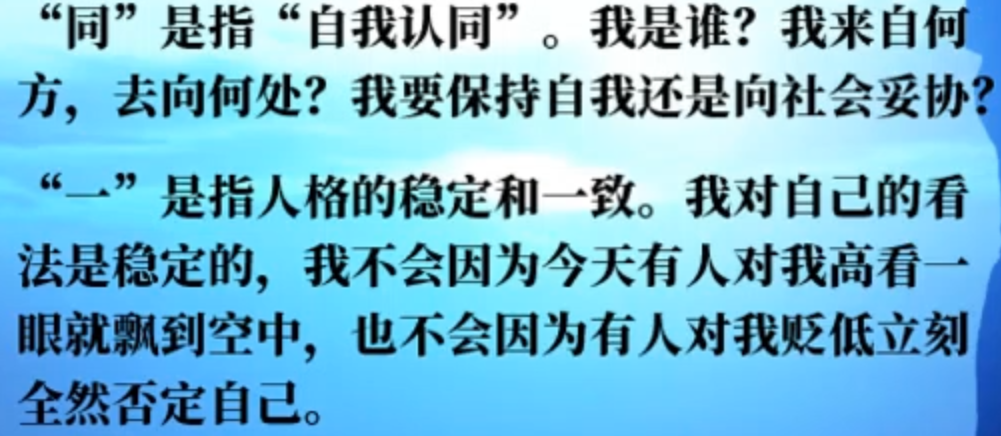 “同”是指“自我认同”。我是谁？我来自何
方，去向何处？我要保持自我还是向社会妥协？
“一”是指人格的稳定和一致。我对自己的看
法是稳定的，我不会因为今天有人对我高看一
眼就飘到空中，也不会因为有人对我贬低立刻
全然否定自己。